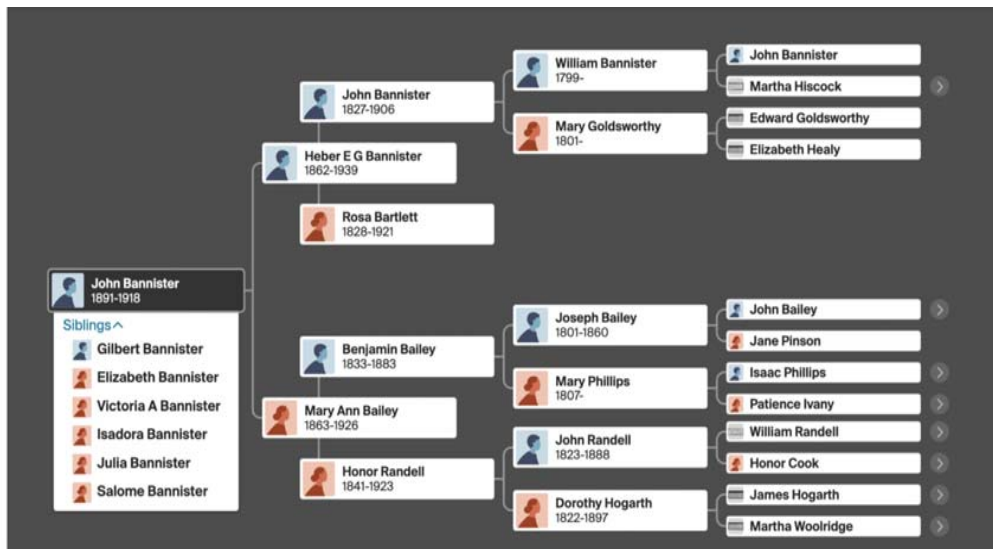 John Bannister
1891-1918
Siblings
Gilbert Bannister
Elizabeth Bannister
Victoria A Bannister
Isadora Bannister
Julia Bannister
Salome Bannister
Heber E G Bannister
1862-1939
John Bannister
1827-1906
Rosa Bartlett
1828-1921
William Bannister
1799-
Mary Goldsworthy
1801-
John Bannister
Martha Hiscock
Edward Goldsworthy
Elizabeth Healy
Mary Ann Bailey
1863-1926
Benjamin Bailey
1833-1883
Honor Randell
1841-1923
Joseph Bailey
1801-1860
Mary Phillips
1807-
John Randell
1823-1888
Dorothy Hogarth
1822-1897
John Bailey
Jane Pinson
Isaac Phillips
Patience Ivany
William Randell
Honor Cook
James Hogarth
Martha Woolridge